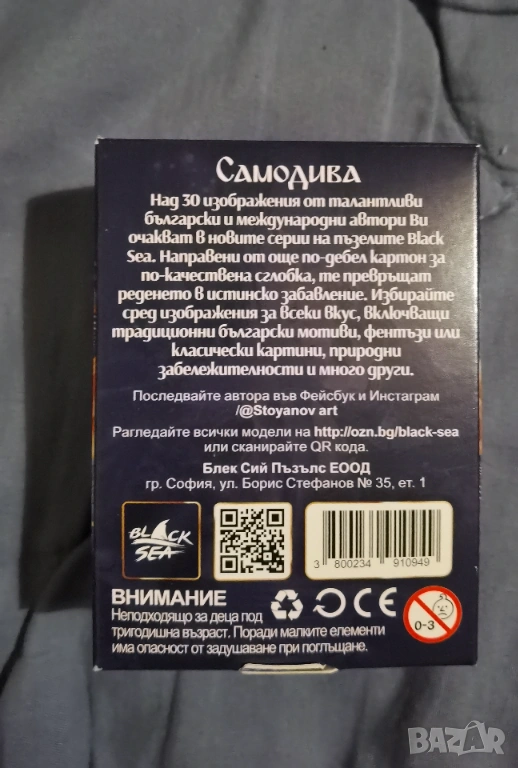 Самодива
Над 30 изображения от талантливи
български и международни автори Ви
очакват в новите серии на пъзелите Black
Sea. Направени от още по-дебел картон за
по-качествена сглобка, те превръщат
реденето в истинско забавление. Избирайте
сред изображения за всеки вкус, включващи
традиционни български мотиви, фентъзи или
класически картини, природни
забележителности и много други.
Последвайте автора във Фейсбук и Инстаграм
/@Stoyanov art
Рагледайте всички модели на http://ozn.bg/black-sea
или сканирайте QR кода.
Блек Сий Пъзълс ЕООД
гр. София, ул. Борис Стефанов № 35, ет. 1
BLACK
SEA
3 800234 910949
ВНИМАНИЕ
Неподходящо за деца под
тригодишна възраст. Поради малките елементи
има опасност от задушаване при поглъщане.
CE
0-3
BAZAR